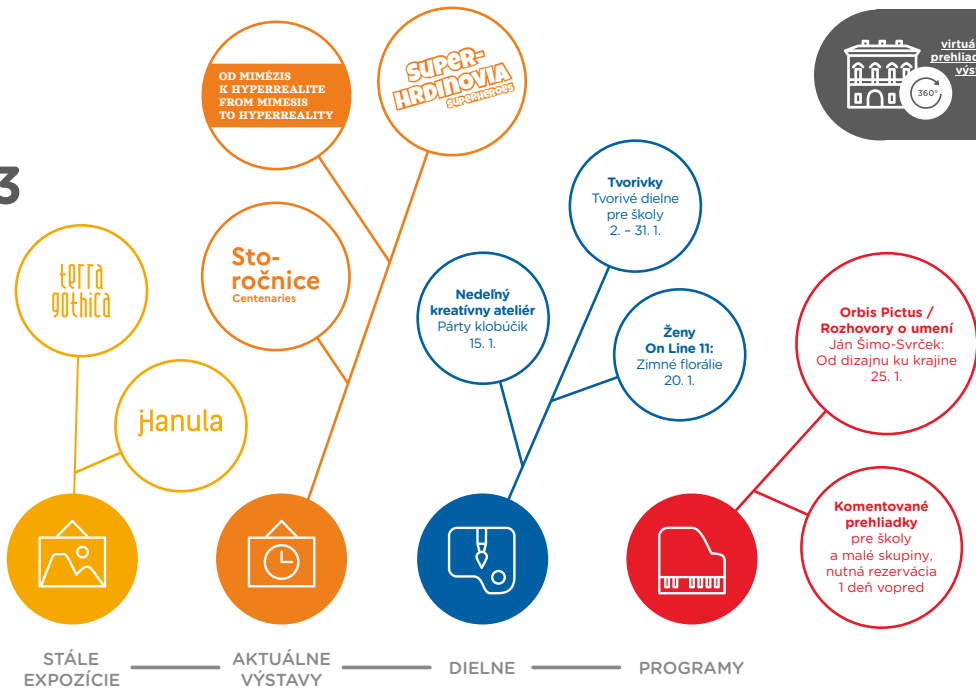 OD MIMÉZIS
K HYPERREALITE
FROM MIMESIS
TO HYPERREALITY
SUPER-
HRDINOVIA
SUPERHEROES
360°
3
terra
gothica
Hanula
Sto-
ročnice
Centenaries
Tvorivky
Tvorivé dielne
pre školy
2. – 31. 1.
Nedeľný
kreatívny ateliér
Párty klobúčik
15. 1.
Ženy
On Line 11:
Zimné florálie
20. 1.
Orbis Pictus /
Rozhovory o umení
Ján Šimo-Svrček:
Od dizajnu ku krajine
25. 1.
Komentované
prehliadky
pre školy
a malé skupiny,
nutná rezervácia
1 deň vopred
STÁLE
EXPOZÍCIE
AKTUÁLNE
VÝSTAVY
DIELNE
PROGRAMY